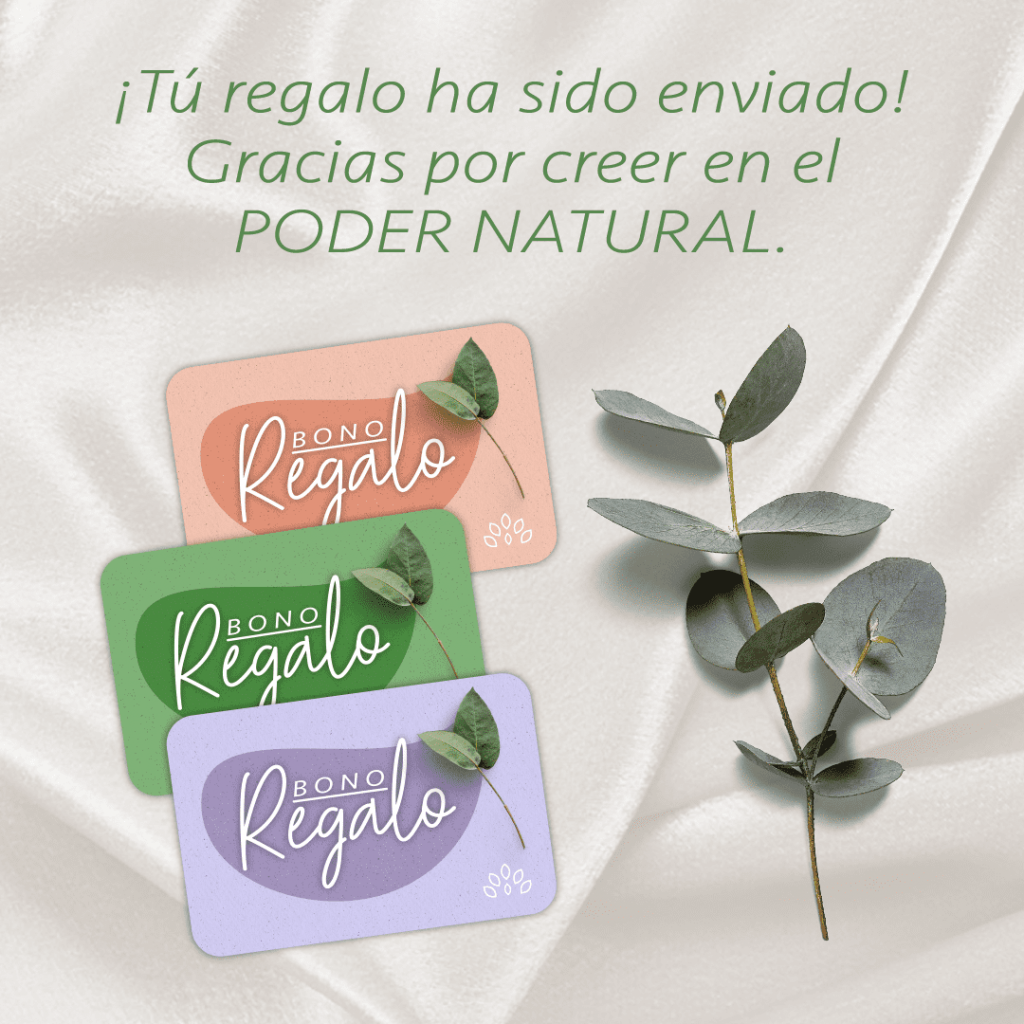 ¡Tú regalo ha sido enviado!
Gracias por creer en el
PODER NATURAL.
BONO
Regalo
BONO
Regalo
BONO
Regalo